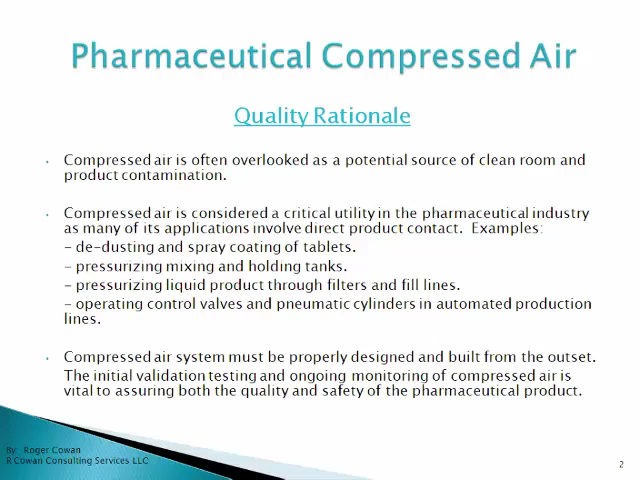 Pharmaceutical Compressed Air
Quality Rationale
• Compressed air is often overlooked as a potential source of clean room and
product contamination.
• Compressed air is considered a critical utility in the pharmaceutical industry
as many of its applications involve direct product contact. Examples:
– de-dusting and spray coating of tablets.
– pressurizing mixing and holding tanks.
– pressurizing liquid product through filters and fill lines.
– operating control valves and pneumatic cylinders in automated production
lines.
• Compressed air system must be properly designed and built from the outset.
The initial validation testing and ongoing monitoring of compressed air is
vital to assuring both the quality and safety of the pharmaceutical product.
By: Roger Cowan
R Cowan Consulting Services LLC
2